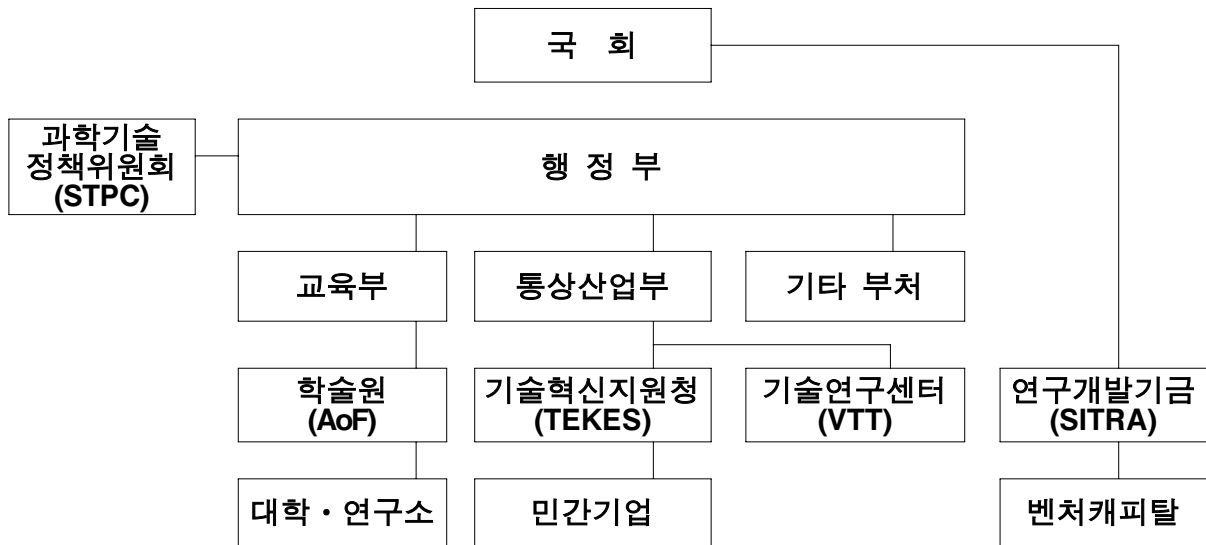 국 회
과학기술
정책위원회
(STPC)
행 정 부
교육부
통상산업부
기타 부처
학술원
(AoF)
기술혁신지원청
(TEKES)
기술연구센터
(VTT)
연구개발기금
(SITRA)
대학・연구소
민간기업
벤처캐피탈